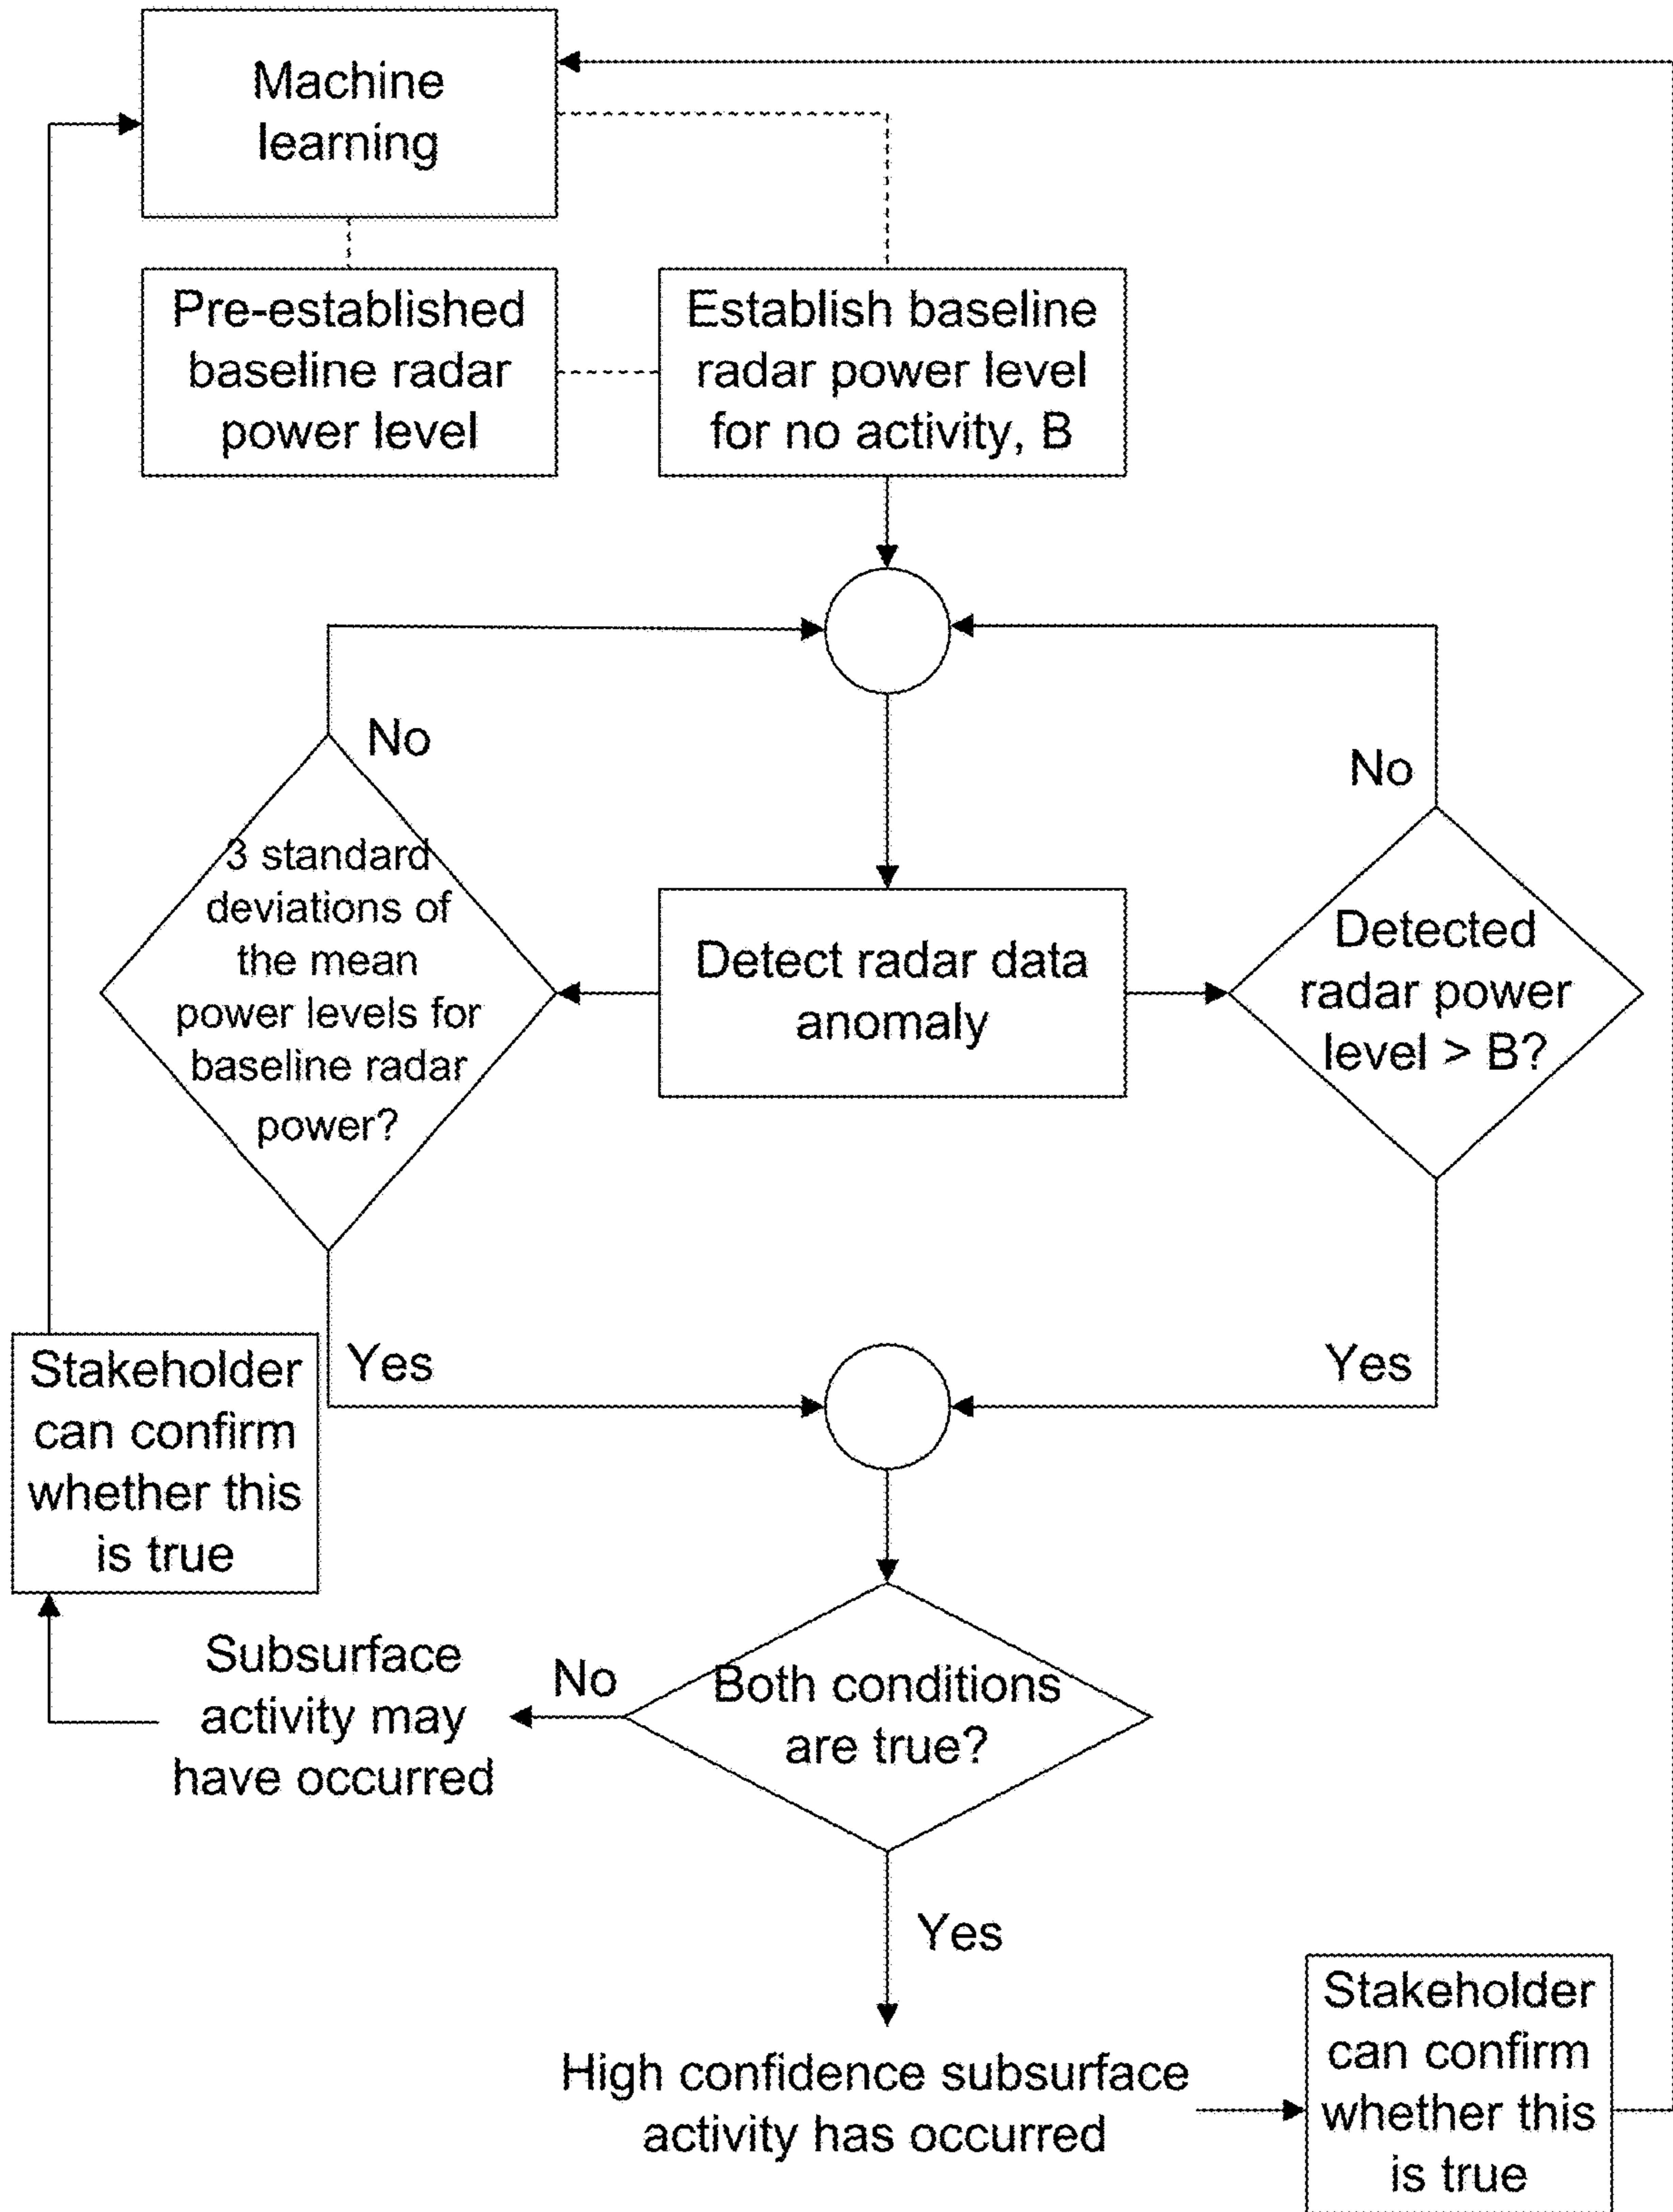 Machine
learning
Pre-established
baseline radar
power level
Establish baseline
radar power level
for no activity, B
No
No
3 standard
deviations of
the mean
power levels for
baseline radar
power?
Detect radar data
anomaly
Detected
radar power
level > B?
Stakeholder
can confirm
whether this
is true
Yes
Yes
Subsurface
activity may
have occurred
No
Both conditions
are true?
Yes
High confidence subsurface
activity has occurred
Stakeholder
can confirm
whether this
is true